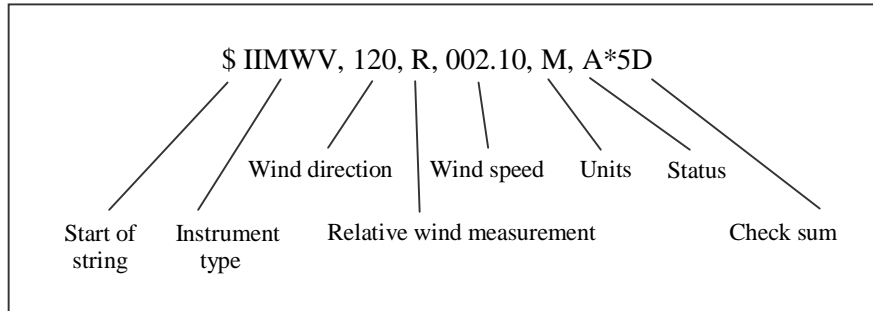 $ IIMWV, 120, R, 002.10, M, A*5D
Wind direction Wind speed Units Status
Start of string Instrument type Relative wind measurement Check sum